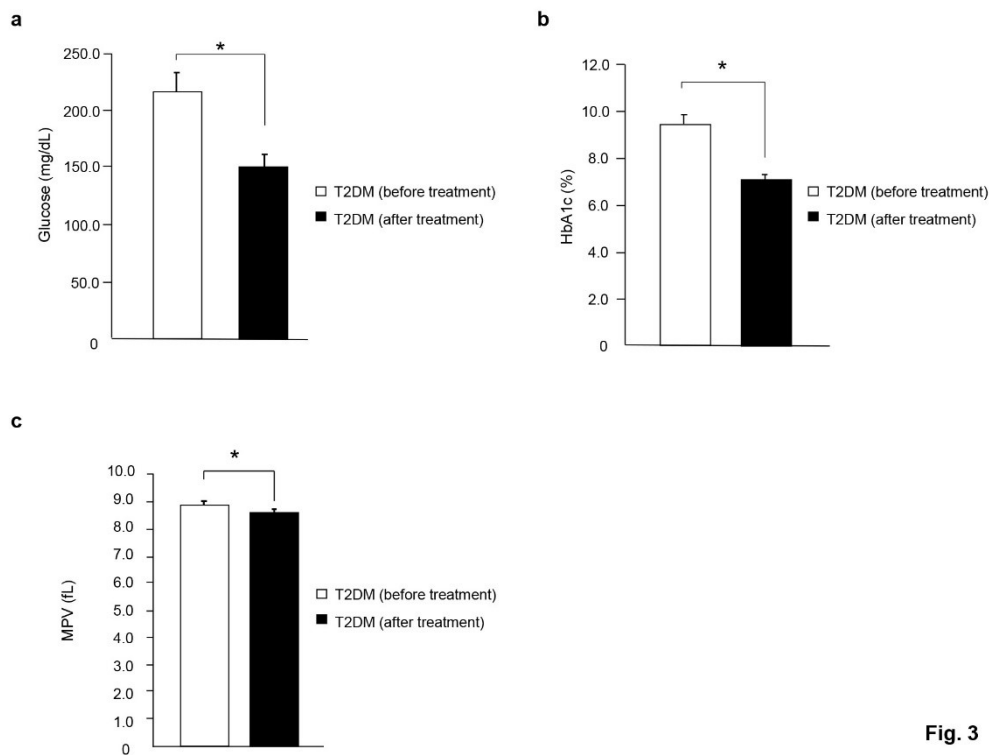 a
*
250.0
200.0
150.0
100.0
50.0
0
Glucose (mg/dL)
T2DM (before treatment)
T2DM (after treatment)
b
*
12.0
10.0
8.0
6.0
4.0
2.0
0
HbA1c (%)
T2DM (before treatment)
T2DM (after treatment)
c
*
10.0
9.0
8.0
7.0
6.0
5.0
4.0
3.0
2.0
1.0
0
MPV (fL)
T2DM (before treatment)
T2DM (after treatment)
Fig. 3